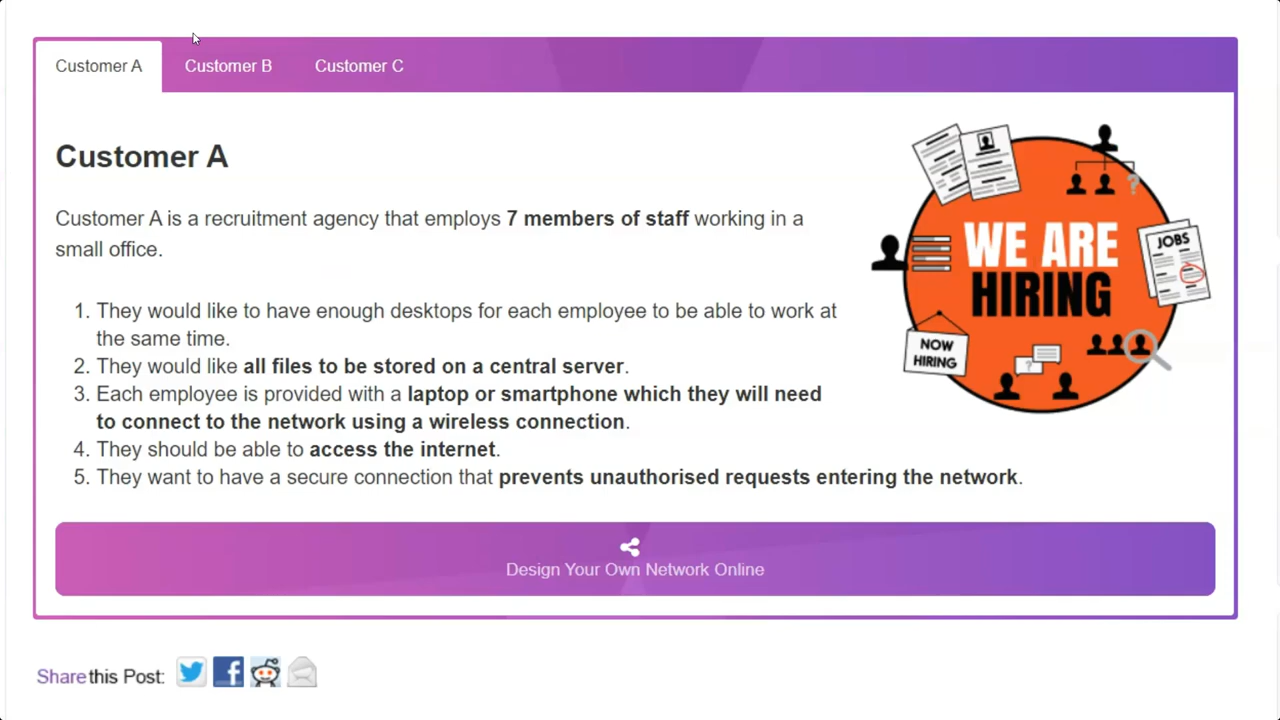 Customer A
Customer B
Customer C
Customer A
Customer A is a recruitment agency that employs 7 members of staff working in a
small office.
1. They would like to have enough desktops for each employee to be able to work at
the same time.
2. They would like all files to be stored on a central server.
3. Each employee is provided with a laptop or smartphone which they will need
to connect to the network using a wireless connection.
4. They should be able to access the internet.
5. They want to have a secure connection that prevents unauthorised requests entering the network.
WE ARE
HIRING
JOBS
NOW
HIRING
?
?
Design Your Own Network Online
Share this Post: